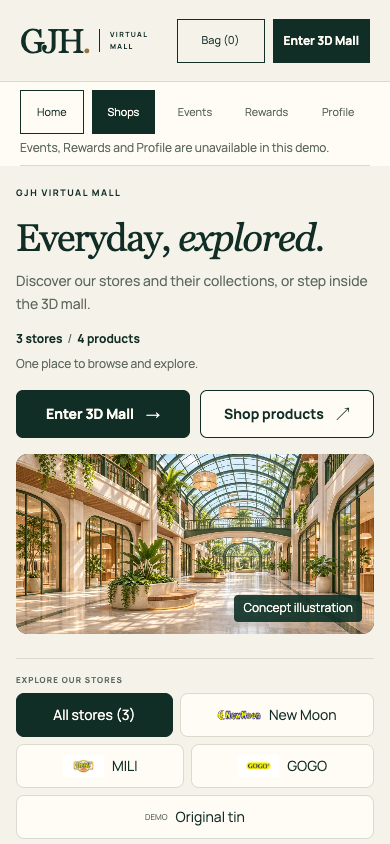 GJH.
VIRTUAL
MALL
Bag (0)
Enter 3D Mall
Home
Shops
Events
Rewards
Profile
Events, Rewards and Profile are unavailable in this demo.
GJH VIRTUAL MALL
Everyday, explored.
Discover our stores and their collections, or step inside
the 3D mall.
3 stores / 4 products
One place to browse and explore.
Enter 3D Mall →
Shop products ↗
Concept illustration
EXPLORE OUR STORES
All stores (3)
NewMoon New Moon
MILI
GOGO GOGO
DEMO Original tin